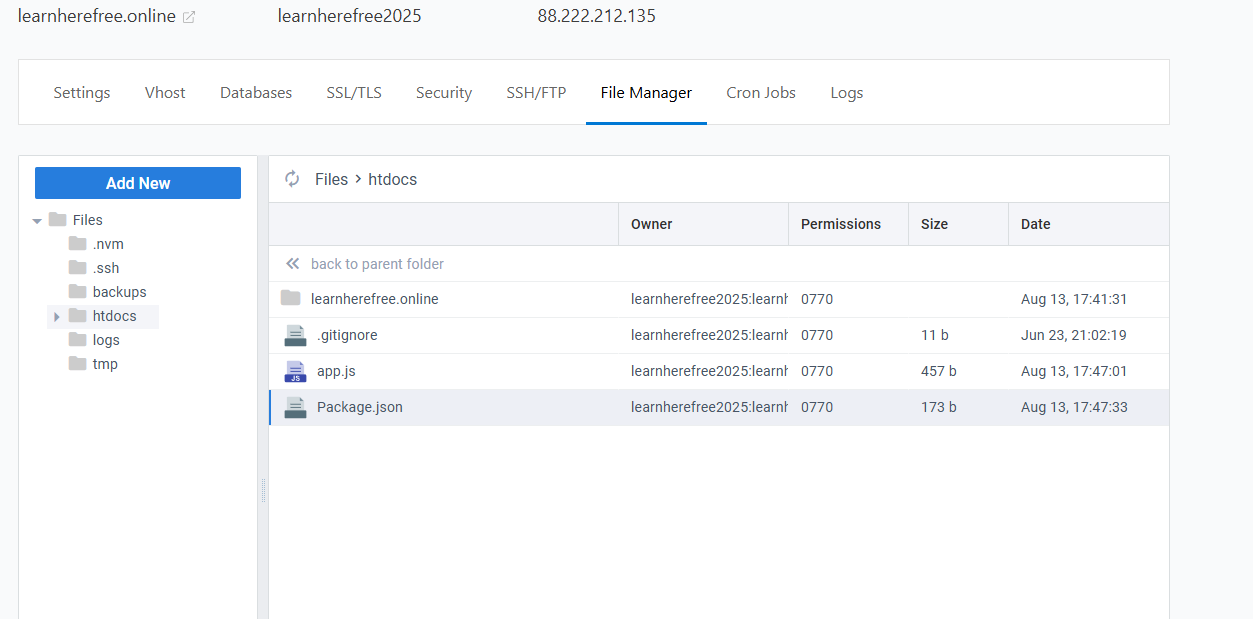 learnherefree.online learnherefree2025 88.222.212.135
Settings Vhost Databases SSL/TLS Security SSH/FTP File Manager Cron Jobs Logs
Add New
Files
.nvm
.ssh
backups
htdocs
logs
tmp
Files > htdocs
Owner Permissions Size Date
back to parent folder
learnherefree.online learnherefree2025:learnh 0770 Aug 13, 17:41:31
.gitignore learnherefree2025:learnh 0770 11 b Jun 23, 21:02:19
JS app.js learnherefree2025:learnh 0770 457 b Aug 13, 17:47:01
Package.json learnherefree2025:learnh 0770 173 b Aug 13, 17:47:33